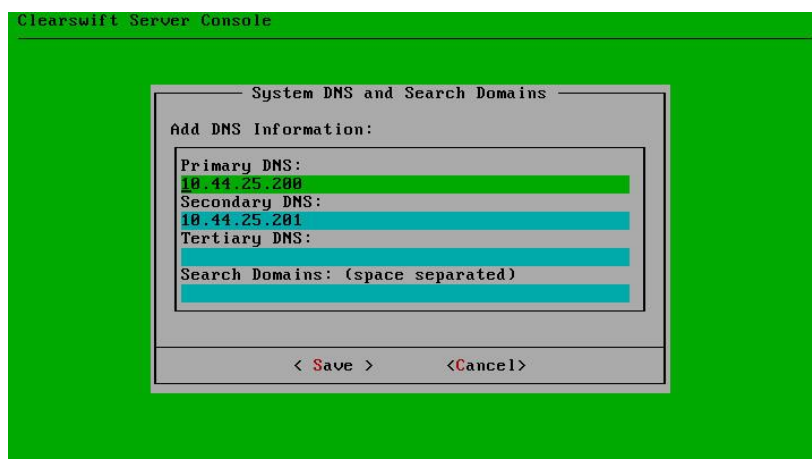 Clearswift Server Console
System DNS and Search Domains
Add DNS Information:
Primary DNS:
10.44.25.200
Secondary DNS:
10.44.25.201
Tertiary DNS:
Search Domains: (space separated)
< Save > <Cancel>